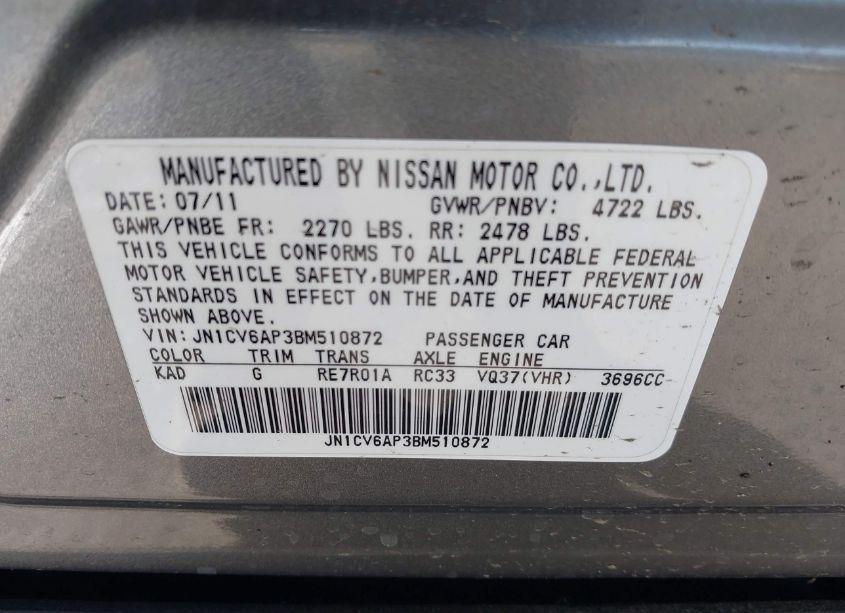 MANUFACTURED BY NISSAN MOTOR CO.,LTD.
DATE: 07/11 GVWR/PNBV: 4722 LBS.
GAWR/PNBE FR: 2270 LBS. RR: 2478 LBS.
THIS VEHICLE CONFORMS TO ALL APPLICABLE FEDERAL
MOTOR VEHICLE SAFETY,BUMPER,AND THEFT PREVENTION
STANDARDS IN EFFECT ON THE DATE OF MANUFACTURE
SHOWN ABOVE.
VIN: JN1CV6AP3BM510872 PASSENGER CAR
COLOR TRIM TRANS AXLE ENGINE
KAD G RE7R01A RC33 VQ37(VHR) 3696CC
JN1CV6AP3BM510872